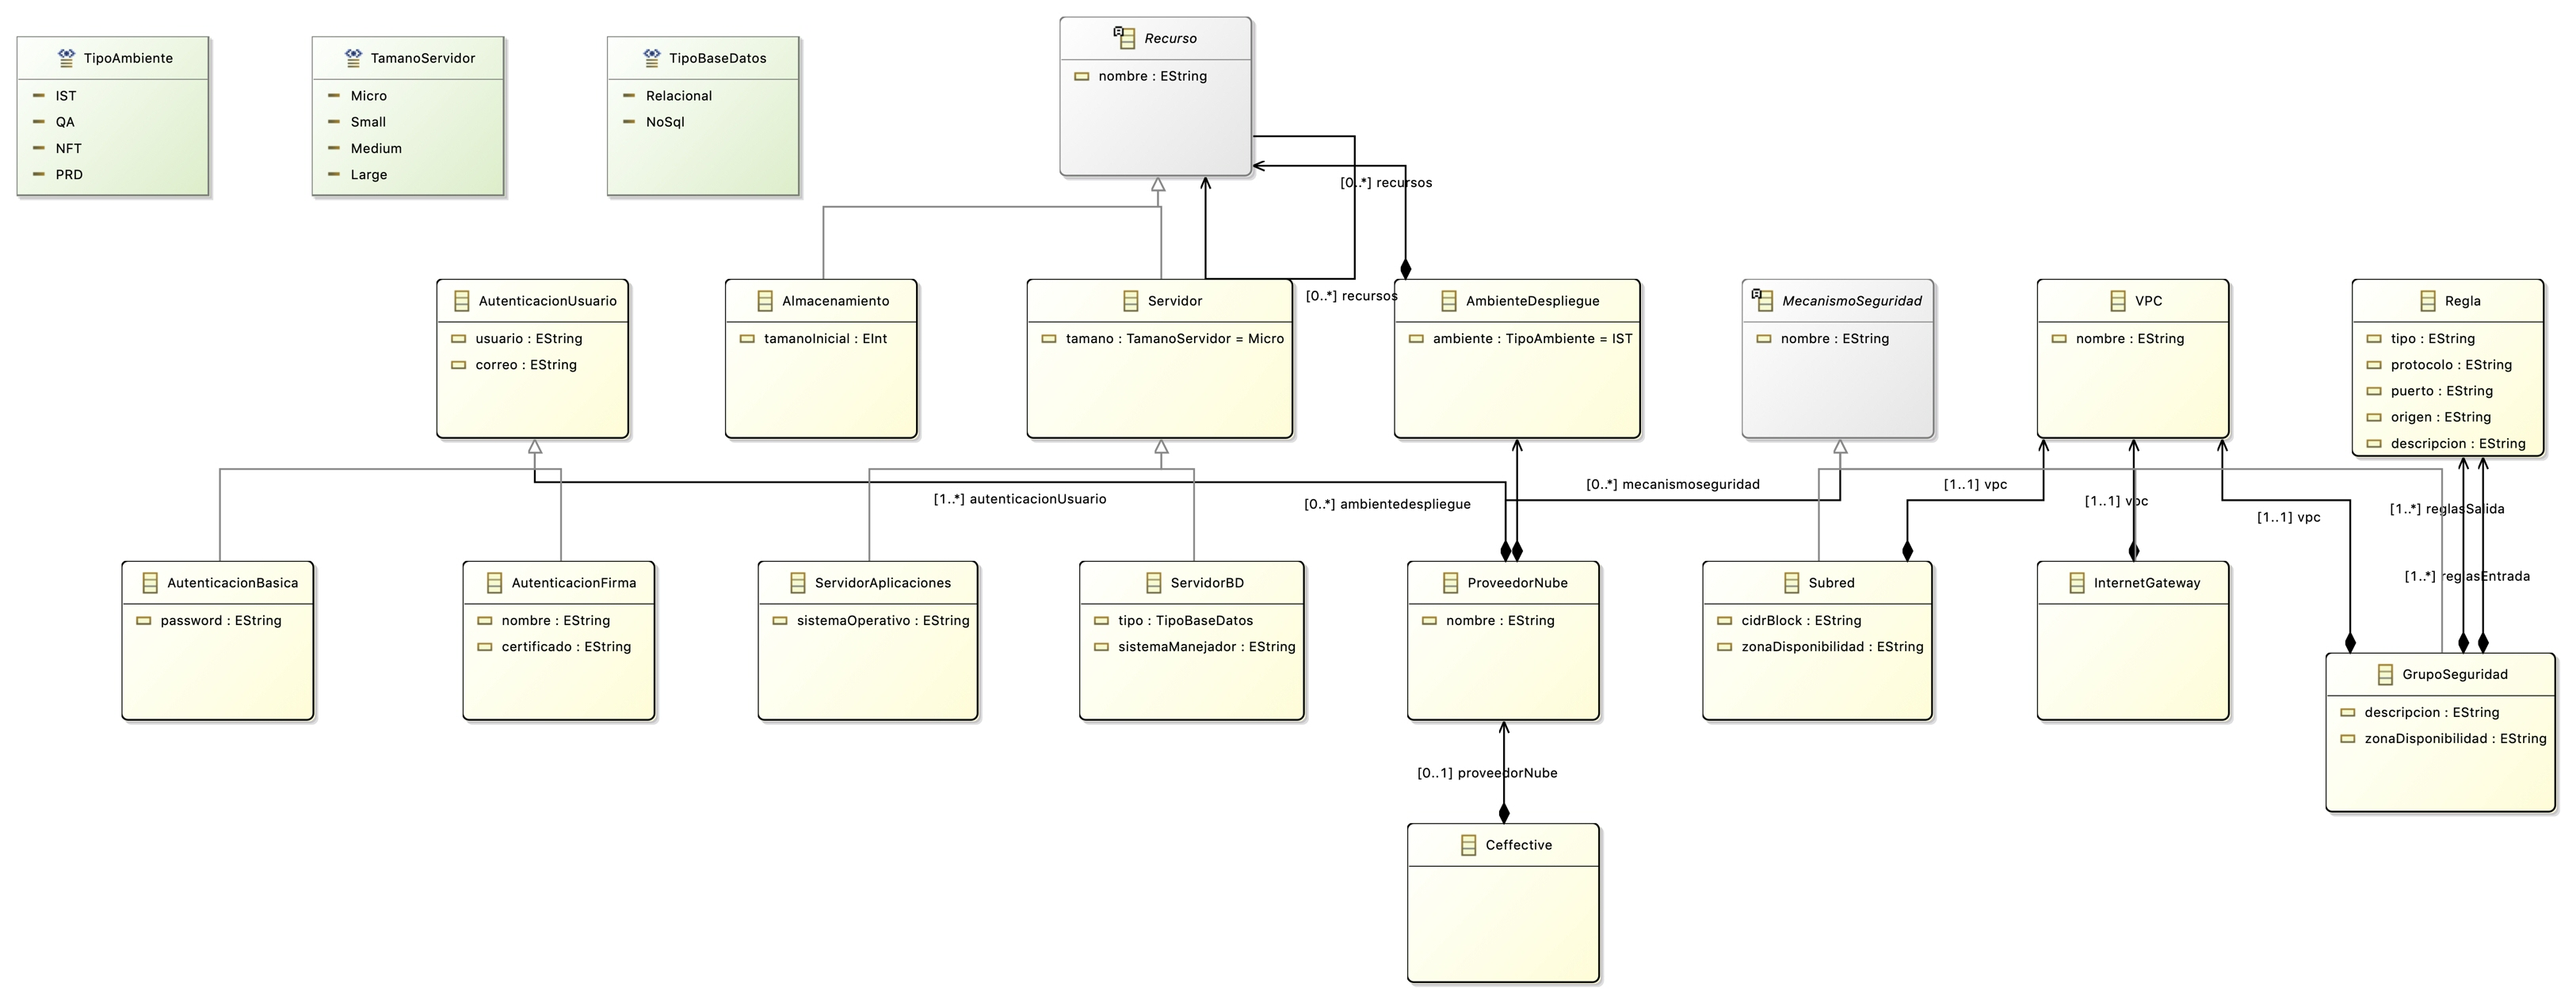 TipoAmbiente
IST
QA
NFT
PRD
TamanoServidor
Micro
Small
Medium
Large
TipoBaseDatos
Relacional
NoSql
Recurso
nombre : EString
[0..*] recursos
[0..*] recursos
AutenticacionUsuario
usuario : EString
correo : EString
Almacenamiento
tamanoInicial : EInt
Servidor
tamano : TamanoServidor = Micro
AmbienteDespliegue
ambiente : TipoAmbiente = IST
MecanismoSeguridad
nombre : EString
VPC
nombre : EString
Regla
tipo : EString
protocolo : EString
puerto : EString
origen : EString
descripcion : EString
[1..*] autenticacionUsuario
[0..*] ambientedespliegue
[0..*] mecanismoseguridad
[1..1] vpc
[1..1] vpc
[1..1] vpc
[1..*] reglasSalida
[1..*] reglasEntrada
AutenticacionBasica
password : EString
AutenticacionFirma
nombre : EString
certificado : EString
ServidorAplicaciones
sistemaOperativo : EString
ServidorBD
tipo : TipoBaseDatos
sistemaManejador : EString
ProveedorNube
nombre : EString
Subred
cidrBlock : EString
zonaDisponibilidad : EString
InternetGateway
GrupoSeguridad
descripcion : EString
zonaDisponibilidad : EString
[0..1] proveedorNube
Ceffective